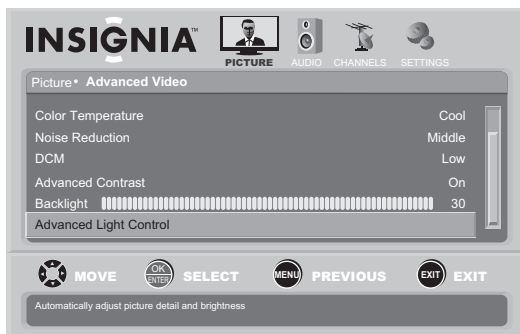 INSIGNIA™
PICTURE AUDIO CHANNELS SETTINGS
Picture• Advanced Video
Color Temperature Cool
Noise Reduction Middle
DCM Low
Advanced Contrast On
Backlight 30
Advanced Light Control
MOVE OK ENTER SELECT MENU PREVIOUS EXIT EXIT
Automatically adjust picture detail and brightness